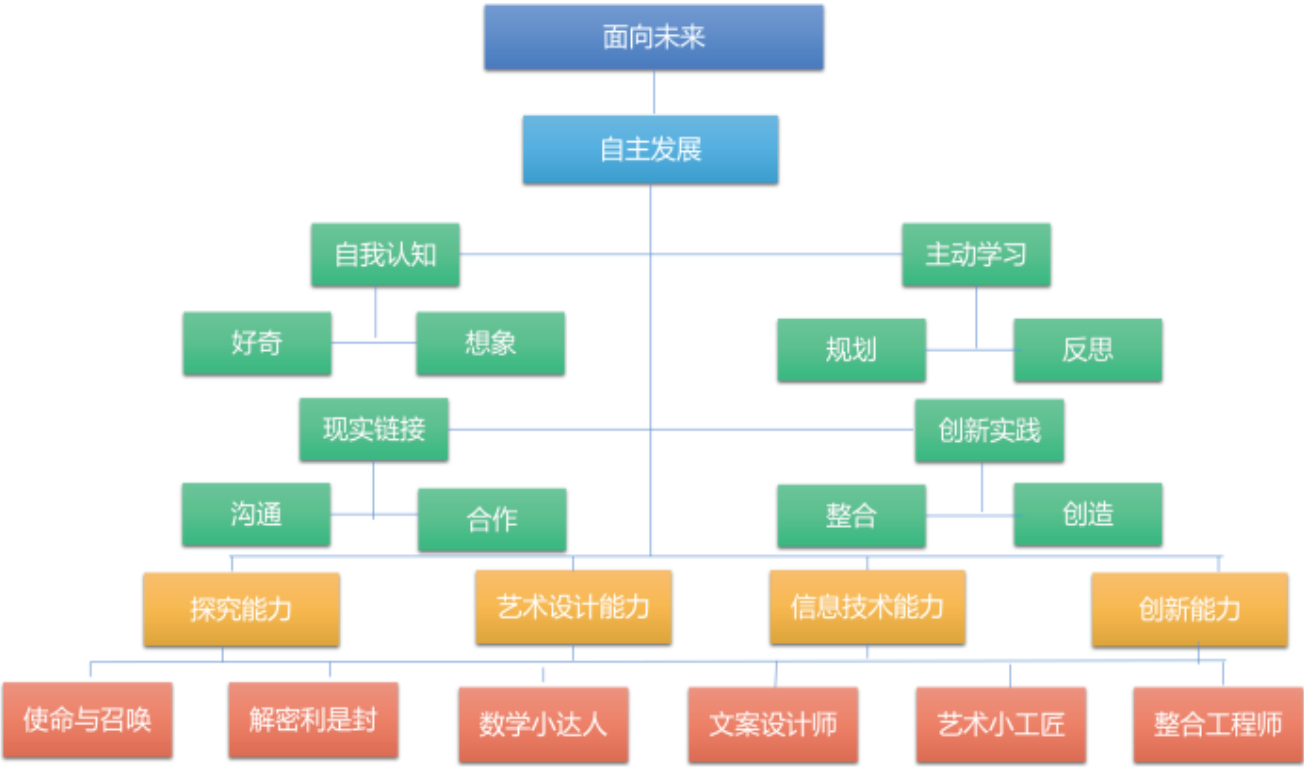 面向未来
自主发展
自我认知
主动学习
好奇
想象
规划
反思
现实链接
创新实践
沟通
合作
整合
创造
探究能力
艺术设计能力
信息技术能力
创新能力
使命与召唤
解密利是封
数学小达人
文案设计师
艺术小工匠
整合工程师